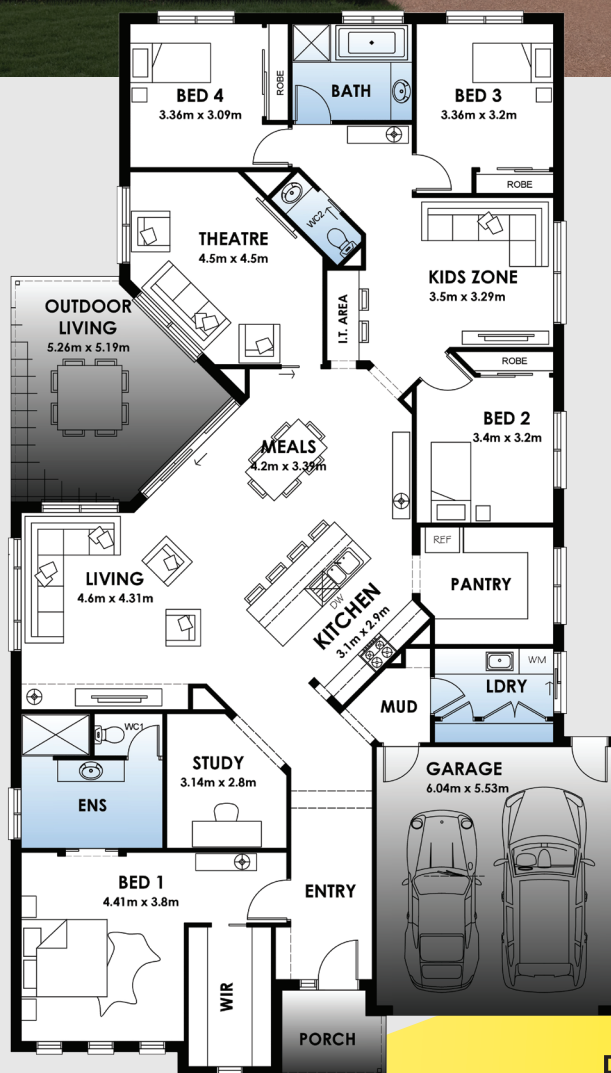 BED 4
3.36m x 3.09m
ROBE
BATH
BED 3
3.36m x 3.2m
ROBE
WC2
THEATRE
4.5m x 4.5m
KIDS ZONE
3.5m x 3.29m
I.T. AREA
OUTDOOR
LIVING
5.26m x 5.19m
ROBE
BED 2
3.4m x 3.2m
MEALS
4.2m x 3.39m
REF
PANTRY
LIVING
4.6m x 4.31m
DW
KITCHEN
3.1m x 2.9m
WM
LDRY
MUD
WC1
STUDY
3.14m x 2.8m
GARAGE
6.04m x 5.53m
ENS
BED 1
4.41m x 3.8m
ENTRY
WIR
PORCH